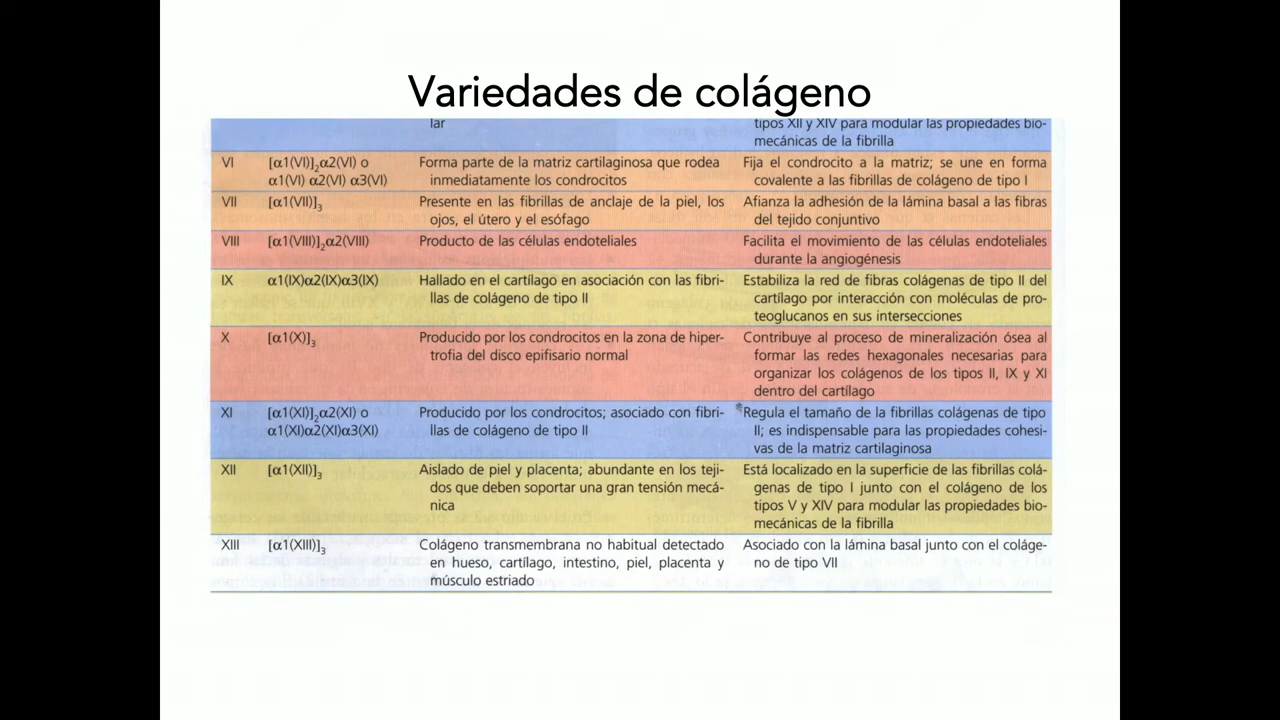 Variedades de colágeno
lar
tipos XII y XIV para modular las propiedades bio-
mecánicas de la fibrilla
VI [α1(VI)]₂α2(VI) o
α1(VI) α2(VI) α3(VI)
Forma parte de la matriz cartilaginosa que rodea
inmediatamente los condrocitos
Fija el condrocito a la matriz; se une en forma
covalente a las fibrillas de colágeno de tipo I
VII [α1(VII)]₃
Presente en las fibrillas de anclaje de la piel, los
ojos, el útero y el esófago
Afianza la adhesión de la lámina basal a las fibras
del tejido conjuntivo
VIII [α1(VIII)]₂α2(VIII)
Producto de las células endoteliales
Facilita el movimiento de las células endoteliales
durante la angiogénesis
IX α1(IX)α2(IX)α3(IX)
Hallado en el cartílago en asociación con las fibri-
llas de colágeno de tipo II
Estabiliza la red de fibras colágenas de tipo II del
cartílago por interacción con moléculas de pro-
teoglucanos en sus intersecciones
X [α1(X)]₃
Producido por los condrocitos en la zona de hiper-
trofia del disco epifisario normal
Contribuye al proceso de mineralización ósea al
formar las redes hexagonales necesarias para
organizar los colágenos de los tipos II, IX y XI
dentro del cartílago
XI [α1(XI)]₂α2(XI) o
α1(XI)α2(XI)α3(XI)
Producido por los condrocitos; asociado con fibri-
llas de colágeno de tipo II
Regula el tamaño de la fibrillas colágenas de tipo
II; es indispensable para las propiedades cohesi-
vas de la matriz cartilaginosa
XII [α1(XII)]₃
Aislado de piel y placenta; abundante en los teji-
dos que deben soportar una gran tensión mecá-
nica
Está localizado en la superficie de las fibrillas colá-
genas de tipo I junto con el colágeno de los
tipos V y XIV para modular las propiedades bio-
mecánicas de la fibrilla
XIII [α1(XIII)]₃
Colágeno transmembrana no habitual detectado
en hueso, cartílago, intestino, piel, placenta y
músculo estriado
Asociado con la lámina basal junto con el coláge-
no de tipo VII